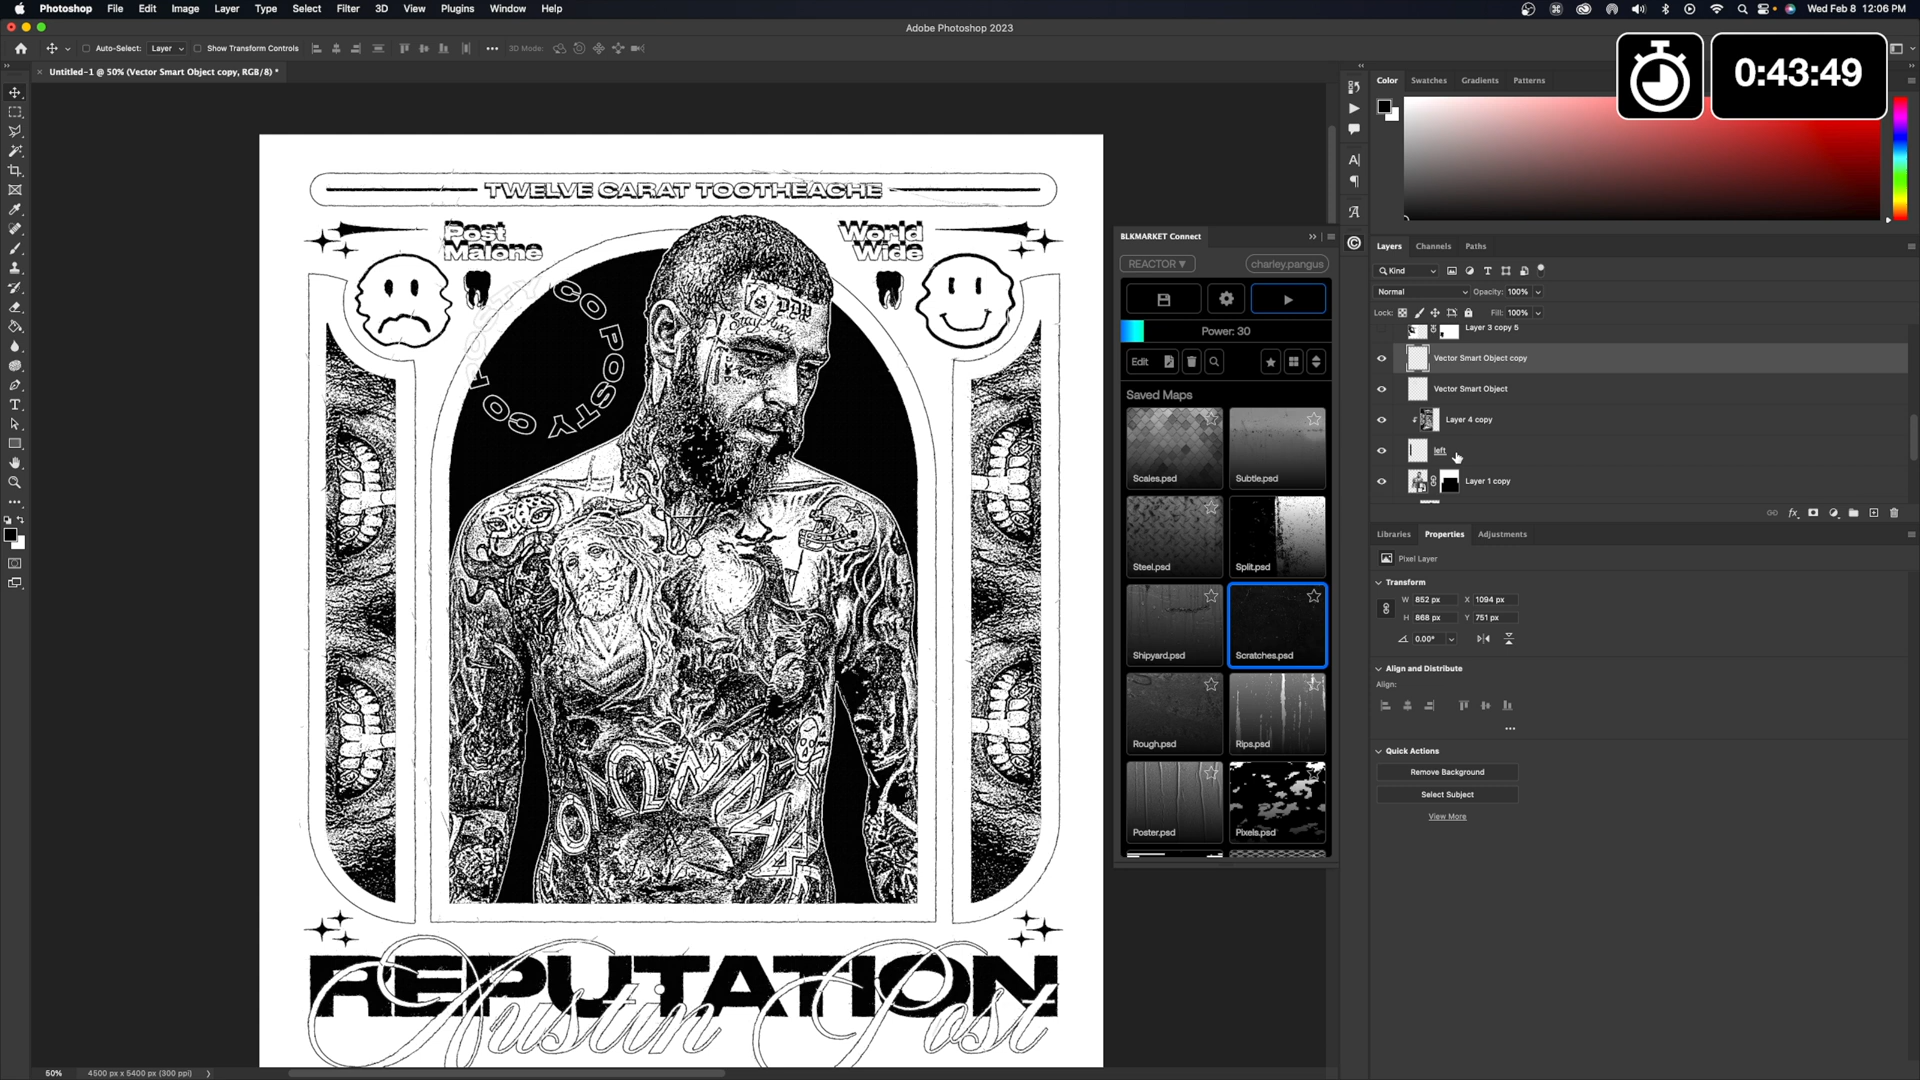 Photoshop File Edit Image Layer Type Select Filter 3D View Plugins Window Help
Wed Feb 8 12:06 PM
Adobe Photoshop 2023
Auto-Select: Layer Show Transform Controls
3D Mode:
Untitled-1 @ 50% (Vector Smart Object copy, RGB/8) *
0:43:49
TWELVE CARAT TOOTHEACHE
Post
Malone
World
Wide
POSTY CO POSTY CO
REPUTATION
Austin Post
50% 4500 px x 5400 px (300 ppi)
BLKMARKET Connect
REACTOR
charley.pangus
Power: 30
Edit
Saved Maps
Scales.psd
Subtle.psd
Steel.psd
Split.psd
Shipyard.psd
Scratches.psd
Rough.psd
Rips.psd
Poster.psd
Pixels.psd
Color Swatches Gradients Patterns
Layers Channels Paths
Kind
Normal Opacity: 100%
Lock: Fill: 100%
Layer 3 copy 5
Vector Smart Object copy
Vector Smart Object
Layer 4 copy
left
Layer 1 copy
Libraries Properties Adjustments
Pixel Layer
Transform
W 852 px X 1094 px
H 868 px Y 751 px
0.00°
Align and Distribute
Align:
Quick Actions
Remove Background
Select Subject
View More